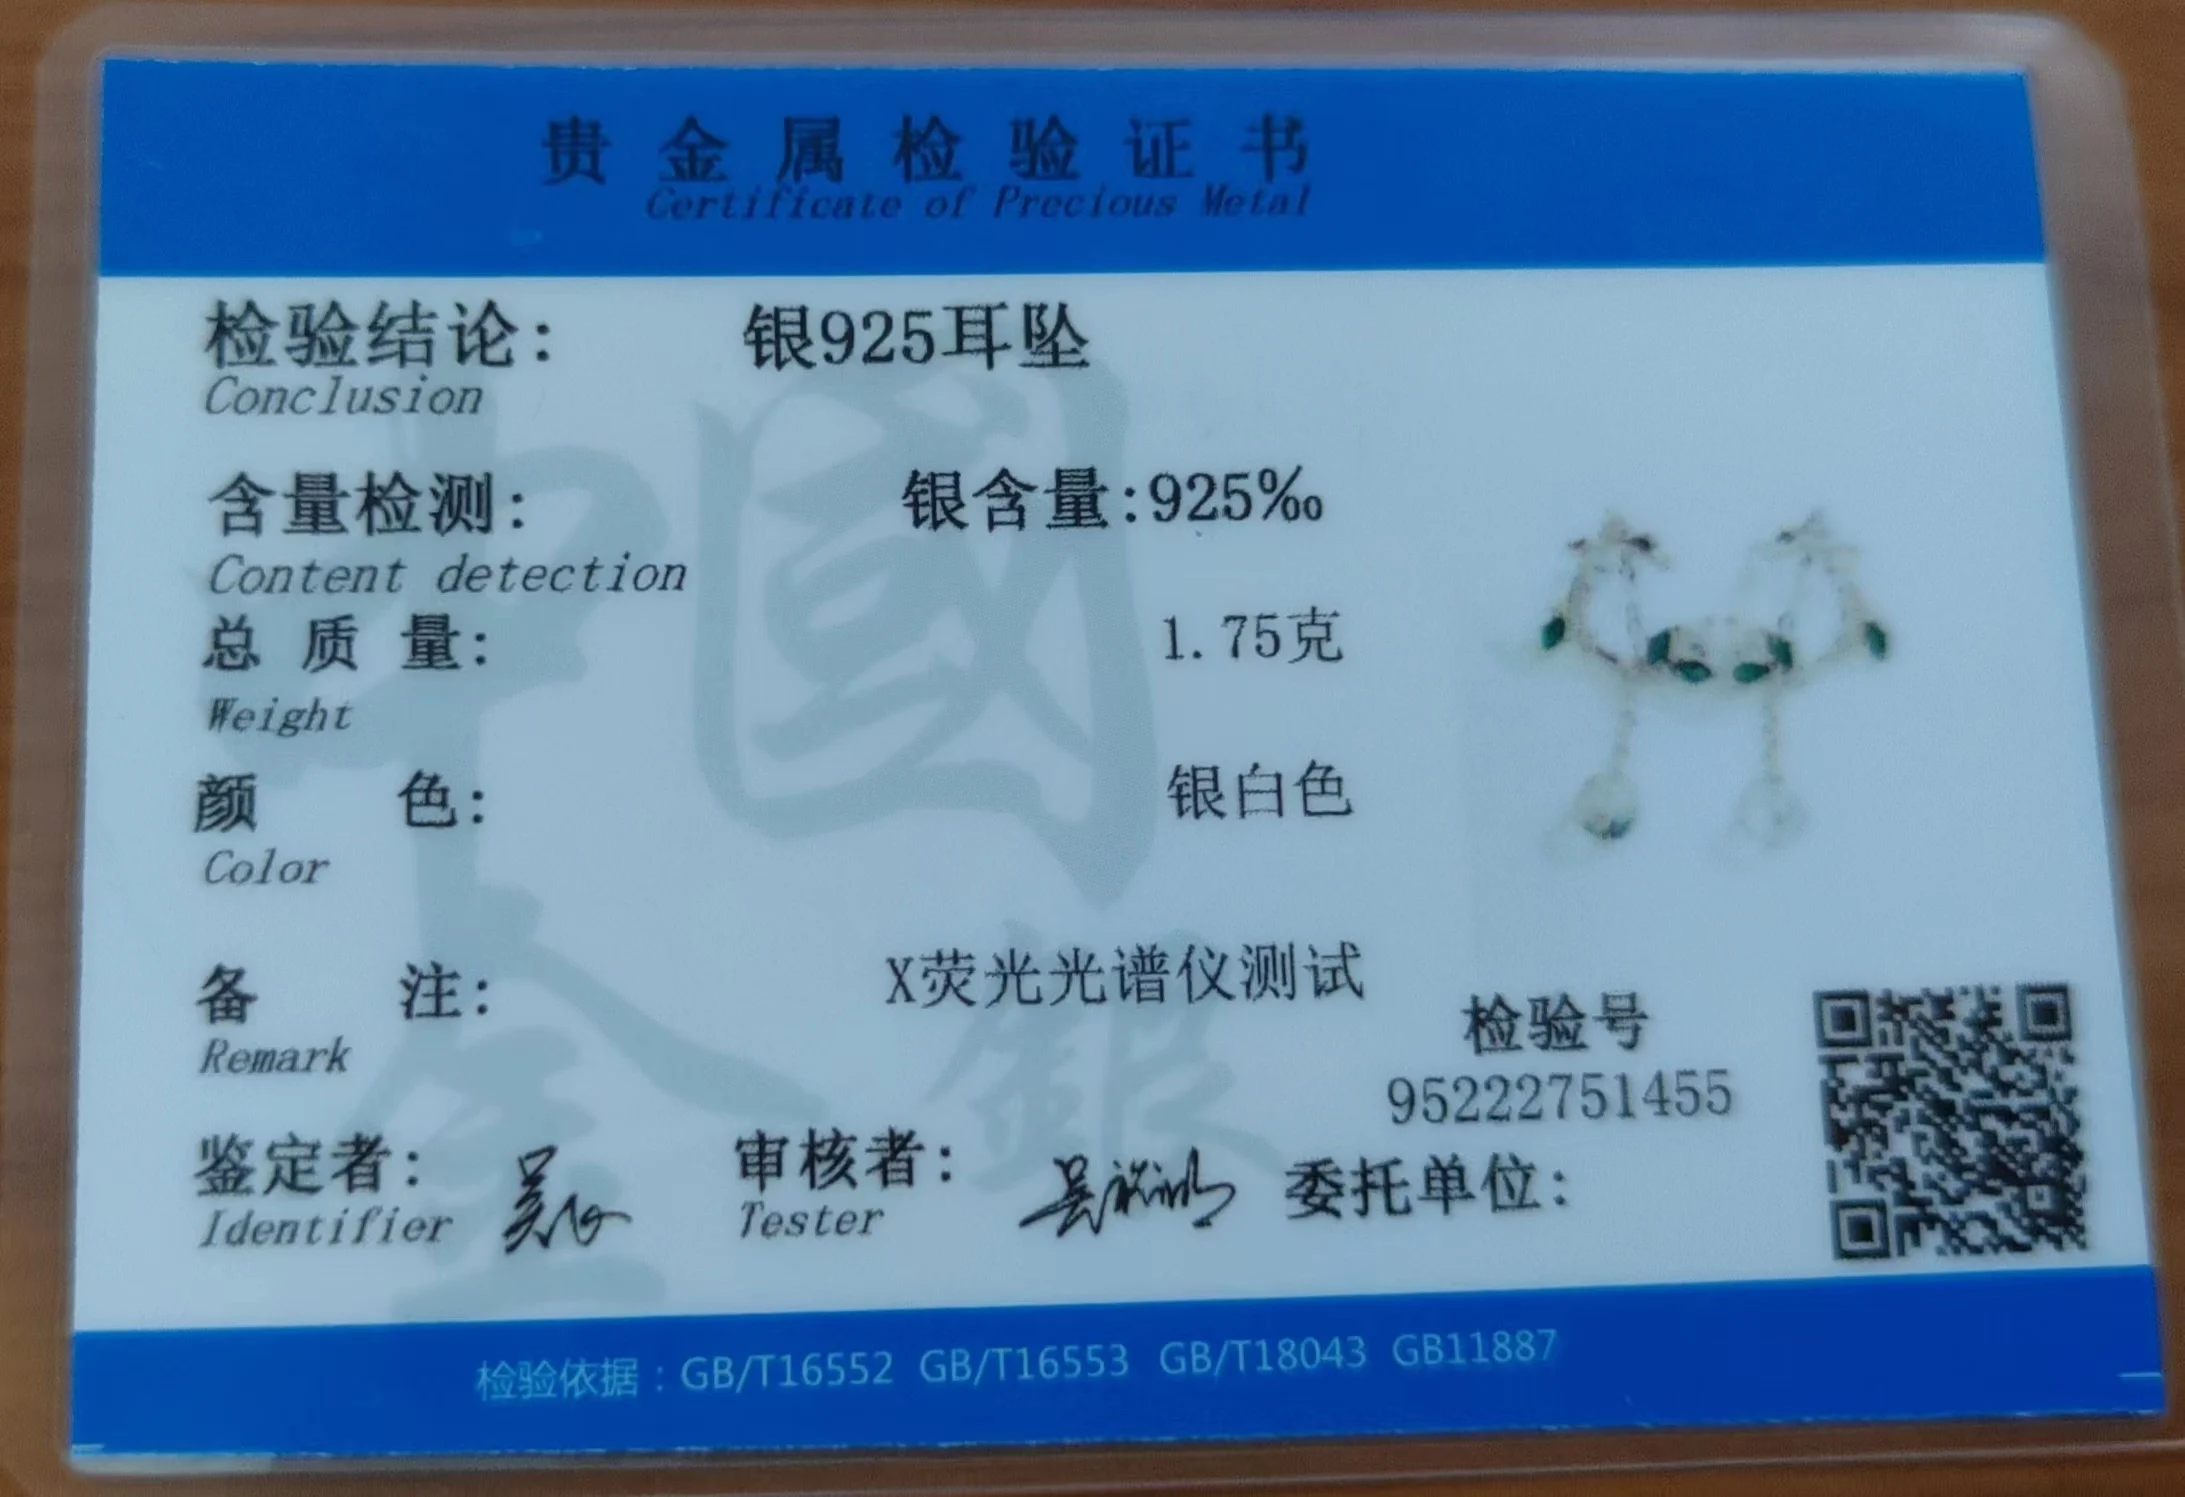 贵金属检验证书
Certificate of Precious Metal
检验结论: 银925耳坠
Conclusion
含量检测: 银含量:925‰
Content detection
总质量: 1.75克
Weight
颜色: 银白色
Color
备注: X荧光光谱仪测试
Remark
检验号
95222751455
鉴定者: 审核者: 委托单位:
Identifier Tester
检验依据：GB/T16552 GB/T16553 GB/T18043 GB11887
中國
金銀